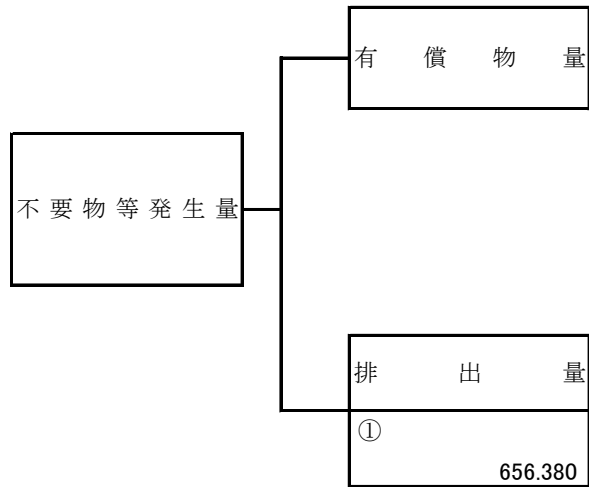 有償物量
不要物等発生量
排出量
①
656.380